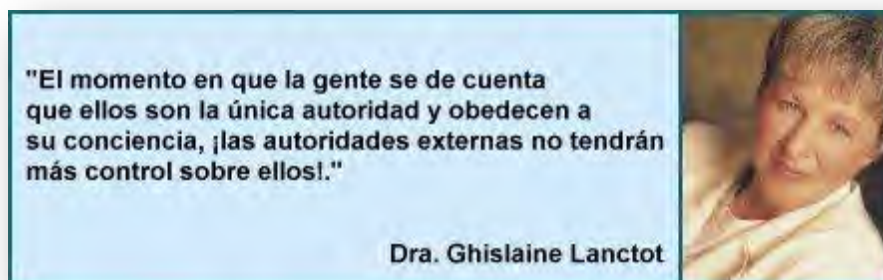 "El momento en que la gente se de cuenta
que ellos son la única autoridad y obedecen a
su conciencia, ¡las autoridades externas no tendrán
más control sobre ellos!."
Dra. Ghislaine Lanctot